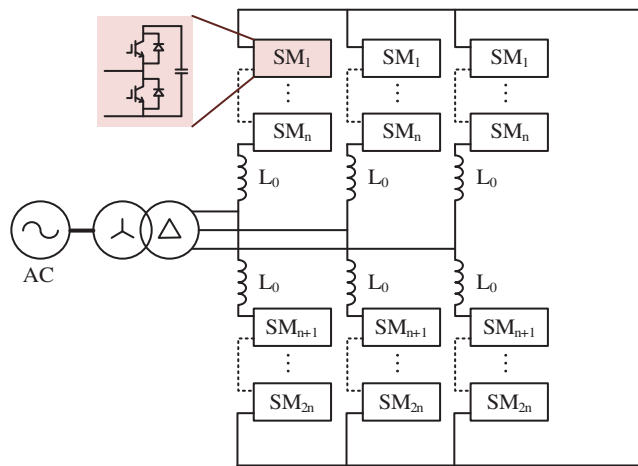 SM₁ SM₁ SM₁
SMₙ SMₙ SMₙ
L₀ L₀ L₀
AC
L₀ L₀ L₀
SMₙ₊₁ SMₙ₊₁ SMₙ₊₁
SM₂ₙ SM₂ₙ SM₂ₙ